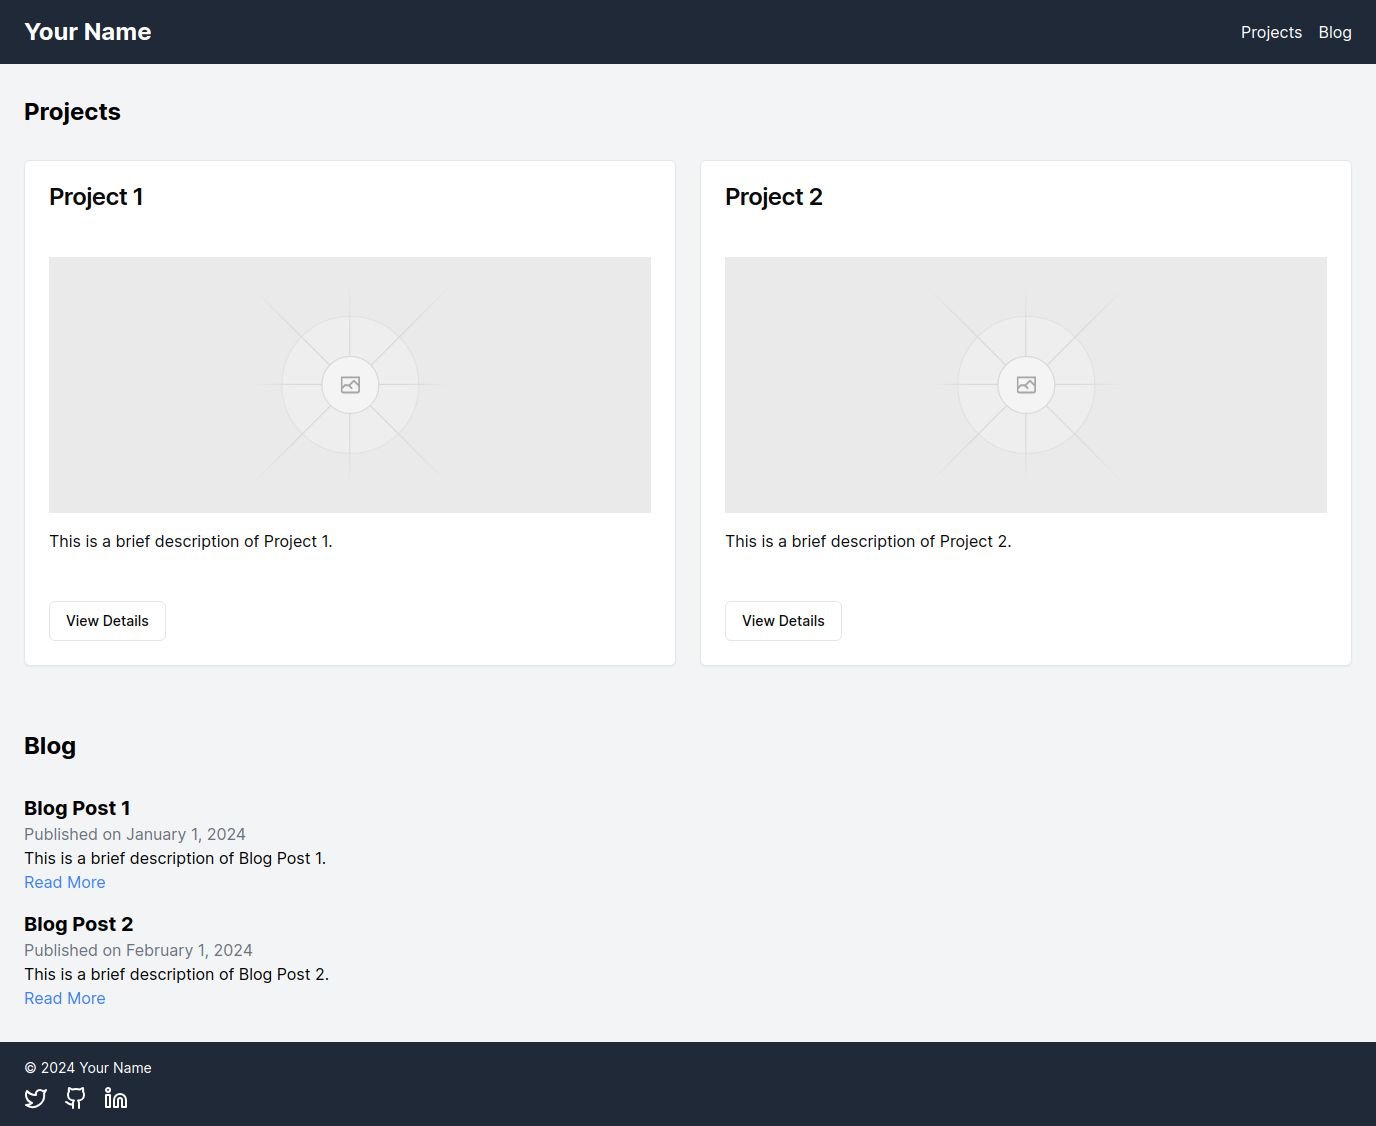 Your Name
Projects Blog
Projects
Project 1
This is a brief description of Project 1.
View Details
Project 2
This is a brief description of Project 2.
View Details
Blog
Blog Post 1
Published on January 1, 2024
This is a brief description of Blog Post 1.
Read More
Blog Post 2
Published on February 1, 2024
This is a brief description of Blog Post 2.
Read More
© 2024 Your Name